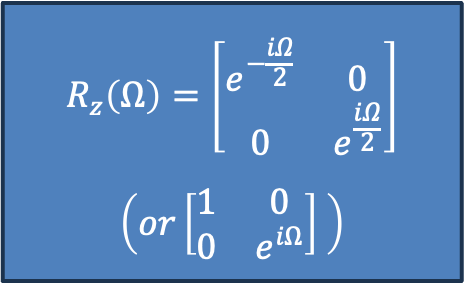 R_z(Ω) = [e^{-iΩ/2} 0
0 e^{iΩ/2}]
(or [1 0
0 e^{iΩ}])